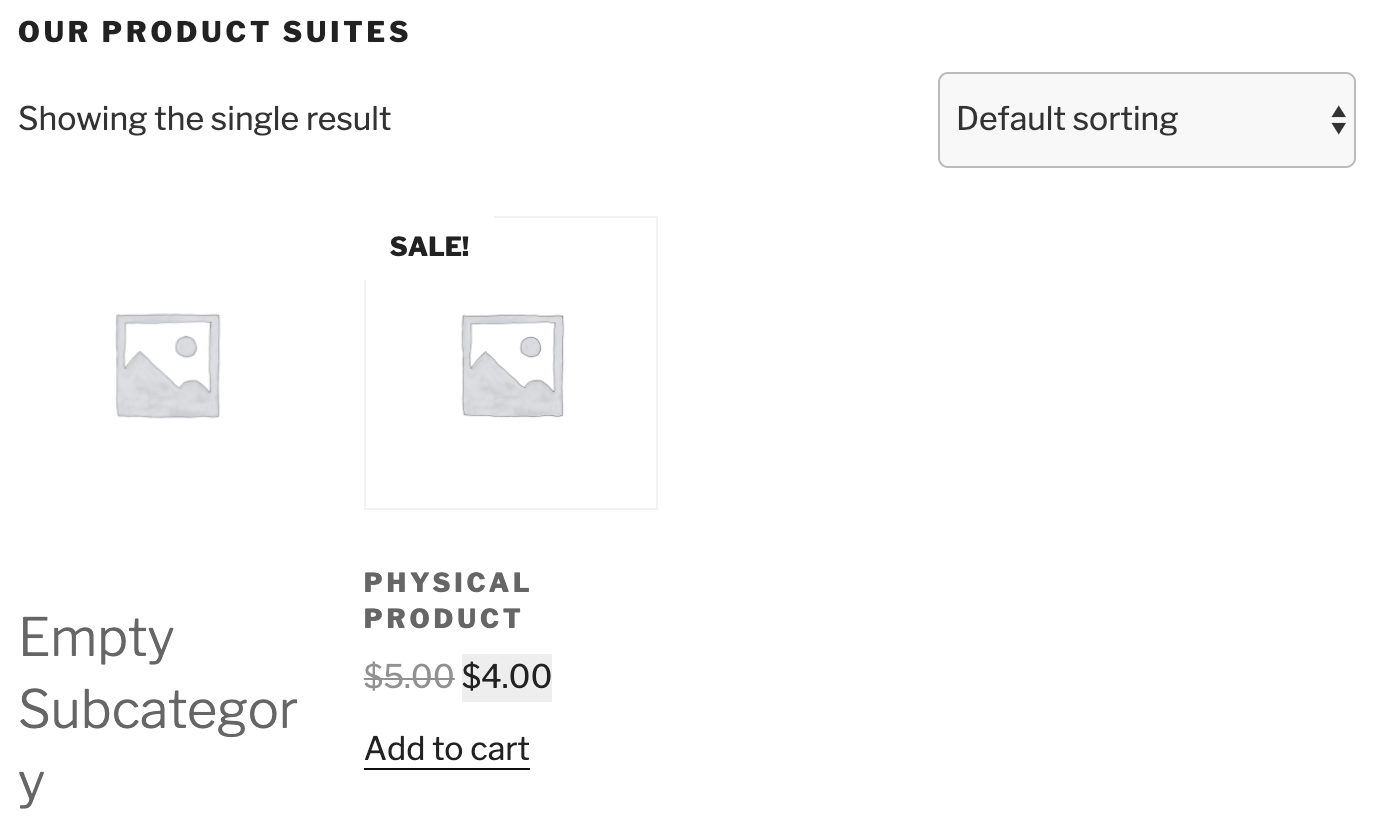 OUR PRODUCT SUITES
Showing the single result
Default sorting
SALE!
Empty
Subcategor
y
PHYSICAL
PRODUCT
$5.00 $4.00
Add to cart